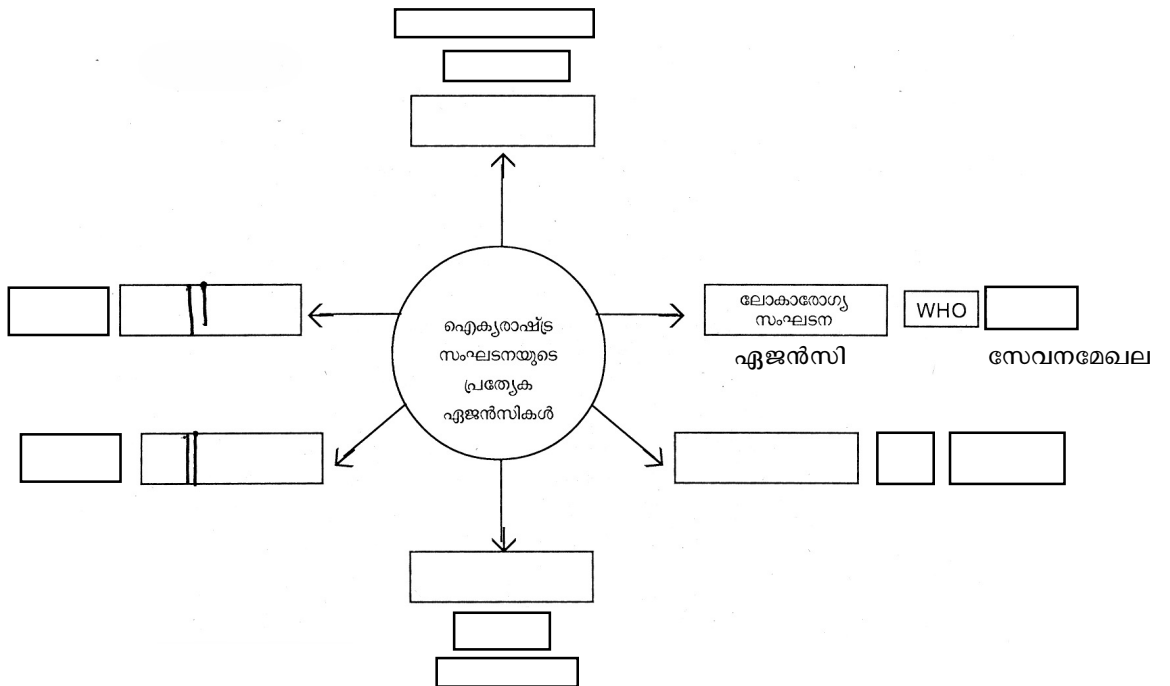 ലോകാരോഗ്യ
സംഘടന
WHO
ഏജൻസി
സേവനമേഖല
ഐക്യരാഷ്ട്ര
സംഘടനയുടെ
പ്രത്യേക
ഏജൻസികൾ